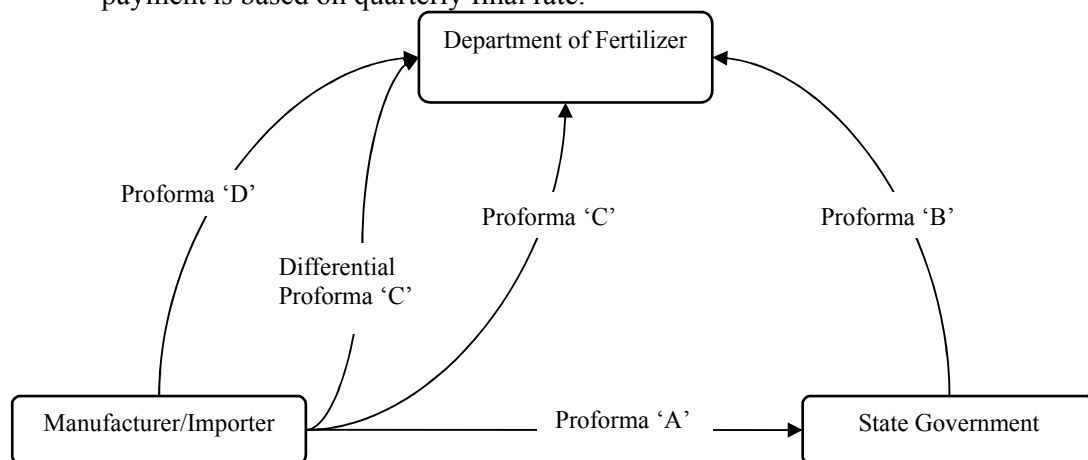 payment is based on quarterly final rate.
Department of Fertilizer
Proforma ‘D’
Proforma ‘C’
Proforma ‘B’
Differential
Proforma ‘C’
Manufacturer/Importer
Proforma ‘A’
State Government